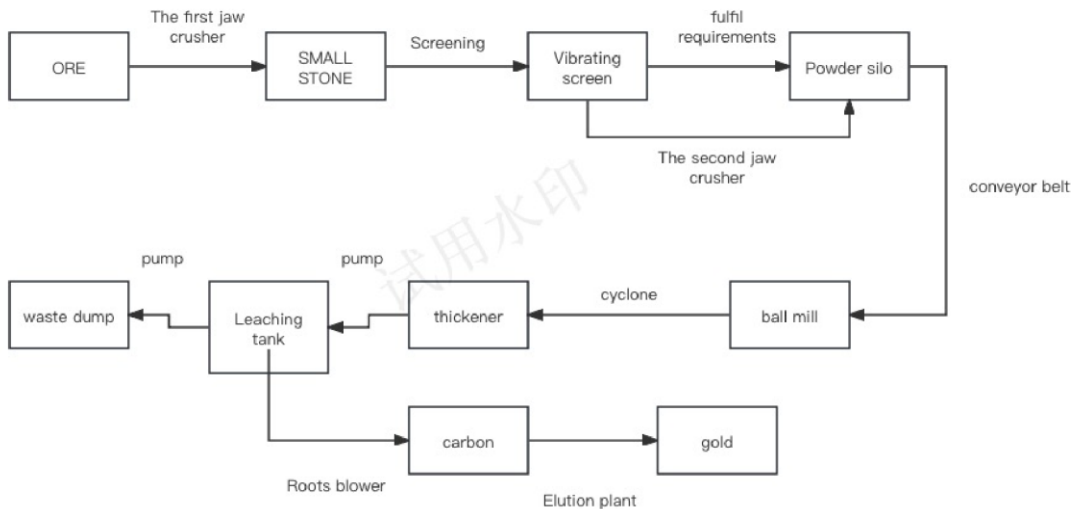 The first jaw
crusher
fulfil
requirements
Screening
ORE
SMALL
STONE
Vibrating
screen
Powder silo
The second jaw
crusher
conveyor belt
试用水印
pump
pump
cyclone
waste dump
Leaching
tank
thickener
ball mill
carbon
gold
Roots blower
Elution plant